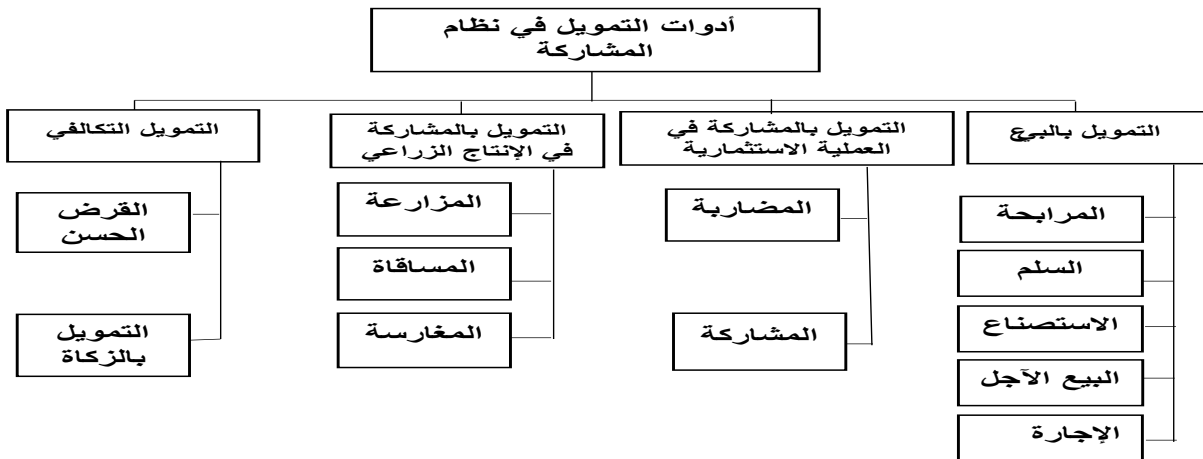 أدوات التمويل في نظام
المشاركة
التمويل بالبيع
التمويل بالمشاركة في
العملية الاستثمارية
التمويل بالمشاركة
في الإنتاج الزراعي
التمويل التكالفي
المرابحة
السلم
الاستصناع
البيع الآجل
الإجارة
المضاربة
المشاركة
المزارعة
المساقاة
المغارسة
القرض
الحسن
التمويل
بالزكاة